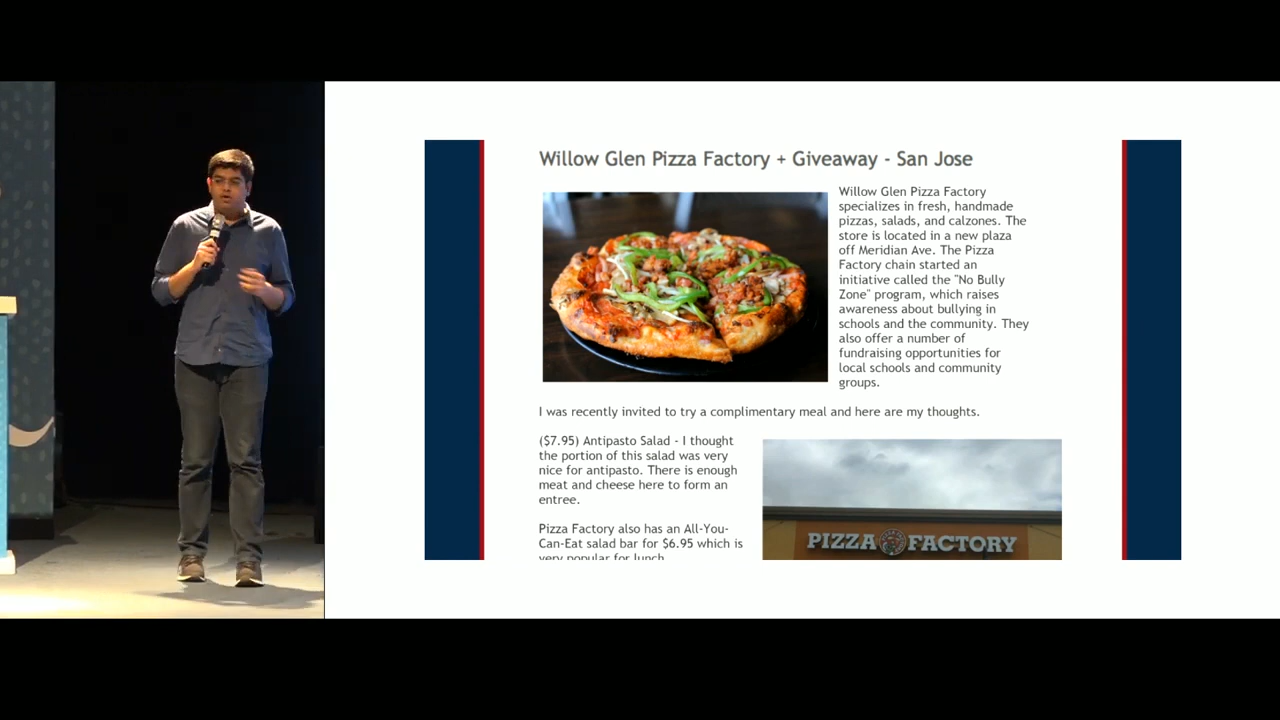 Willow Glen Pizza Factory + Giveaway - San Jose
Willow Glen Pizza Factory
specializes in fresh, handmade
pizzas, salads, and calzones. The
store is located in a new plaza
off Meridian Ave. The Pizza
Factory chain started an
initiative called the "No Bully
Zone" program, which raises
awareness about bullying in
schools and the community. They
also offer a number of
fundraising opportunities for
local schools and community
groups.
I was recently invited to try a complimentary meal and here are my thoughts.
($7.95) Antipasto Salad - I thought
the portion of this salad was very
nice for antipasto. There is enough
meat and cheese here to form an
entree.
Pizza Factory also has an All-You-
Can-Eat salad bar for $6.95 which is
very popular for lunch.
PIZZA FACTORY